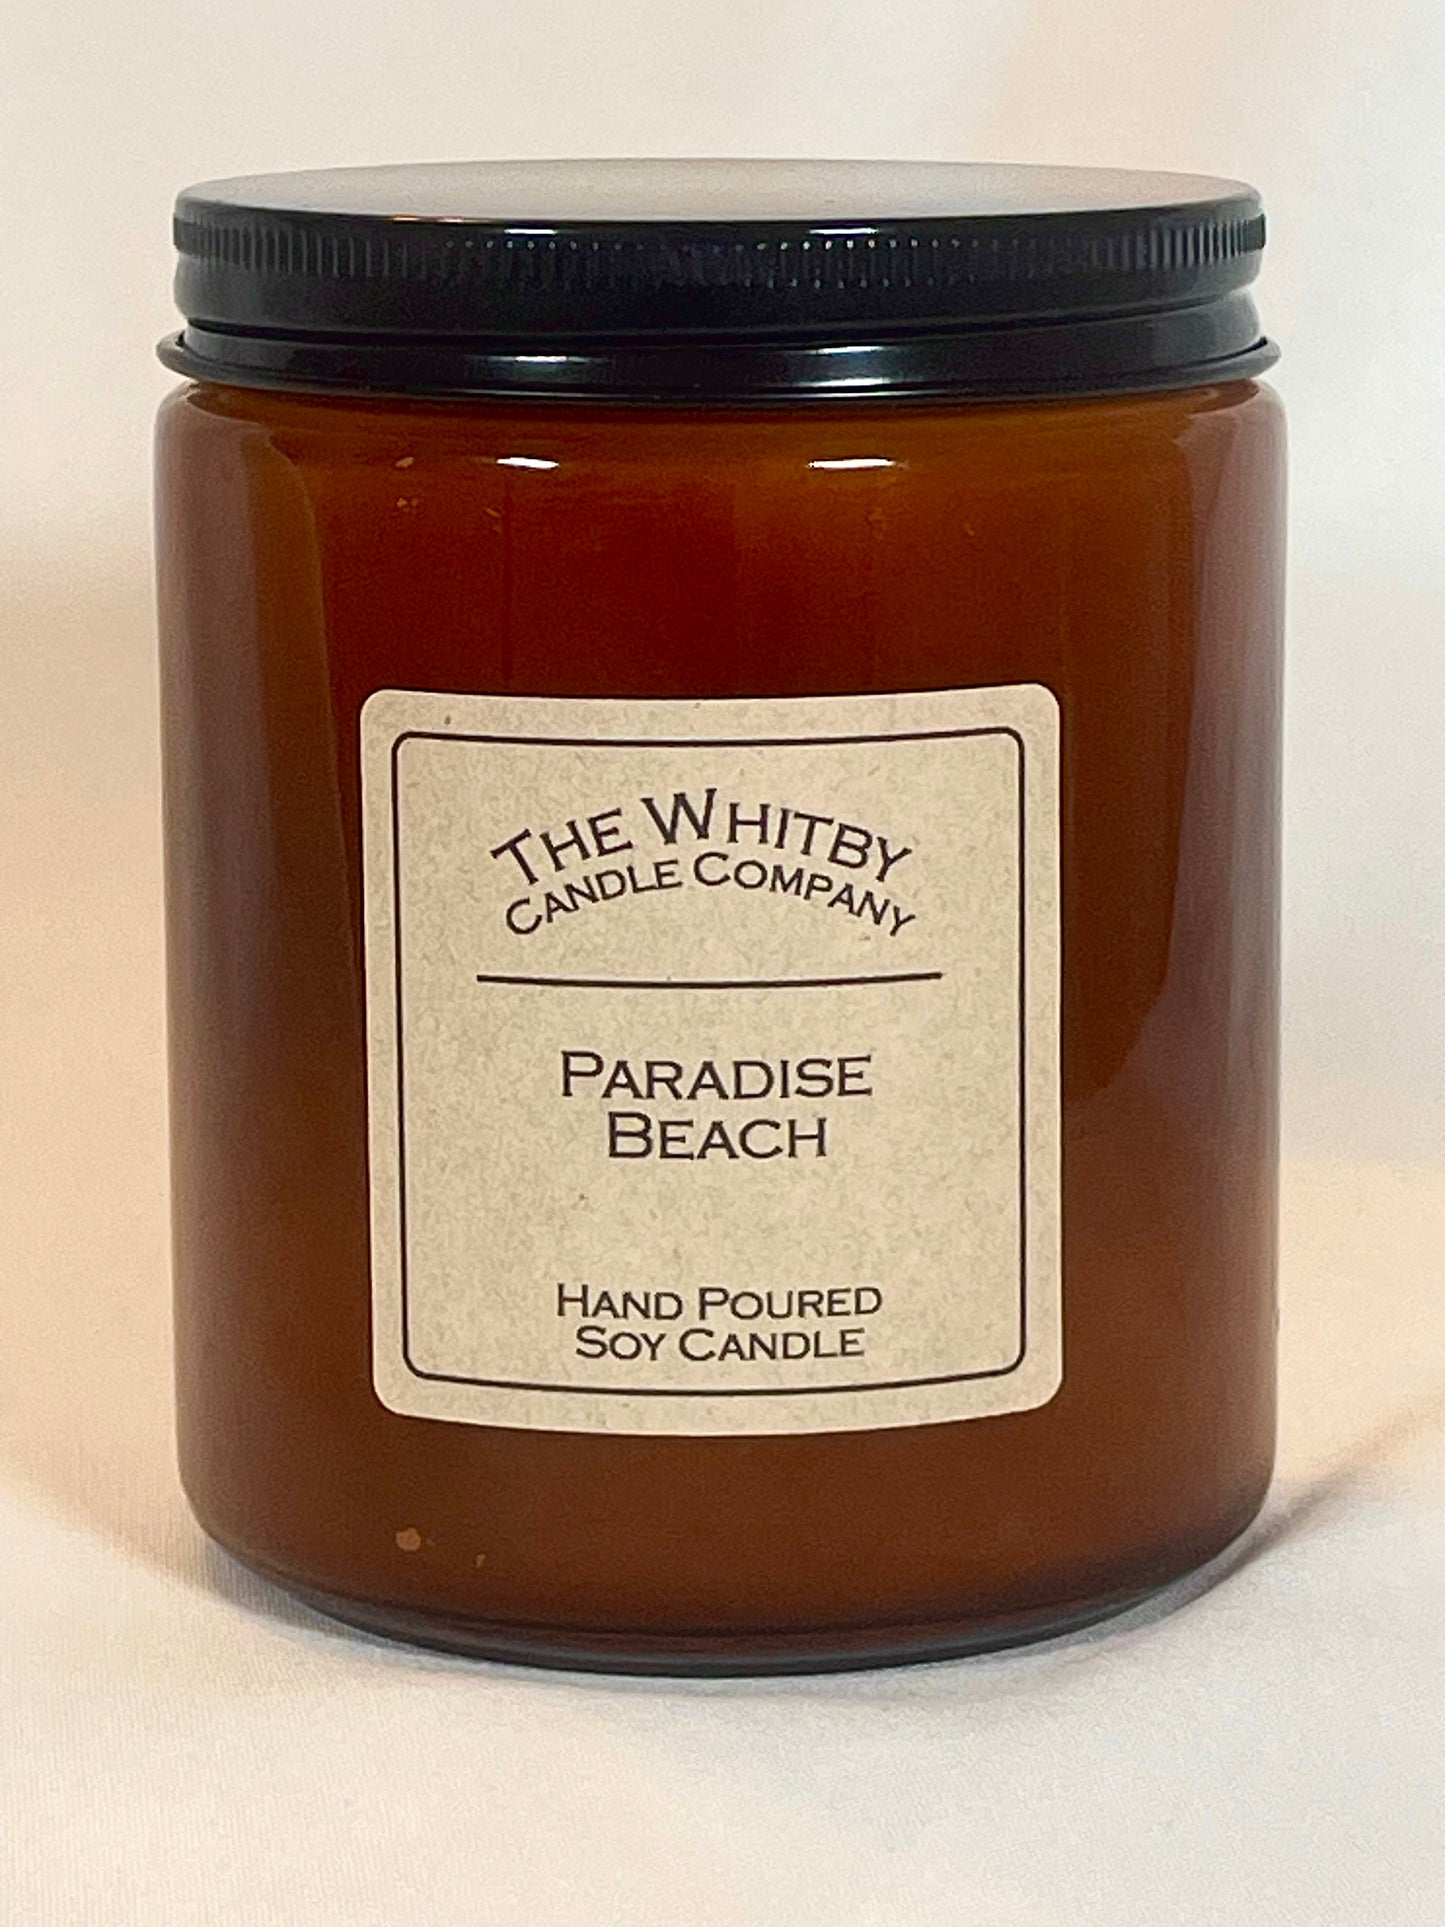 The Whitby
Candle Company
Paradise
Beach
Hand Poured
Soy Candle